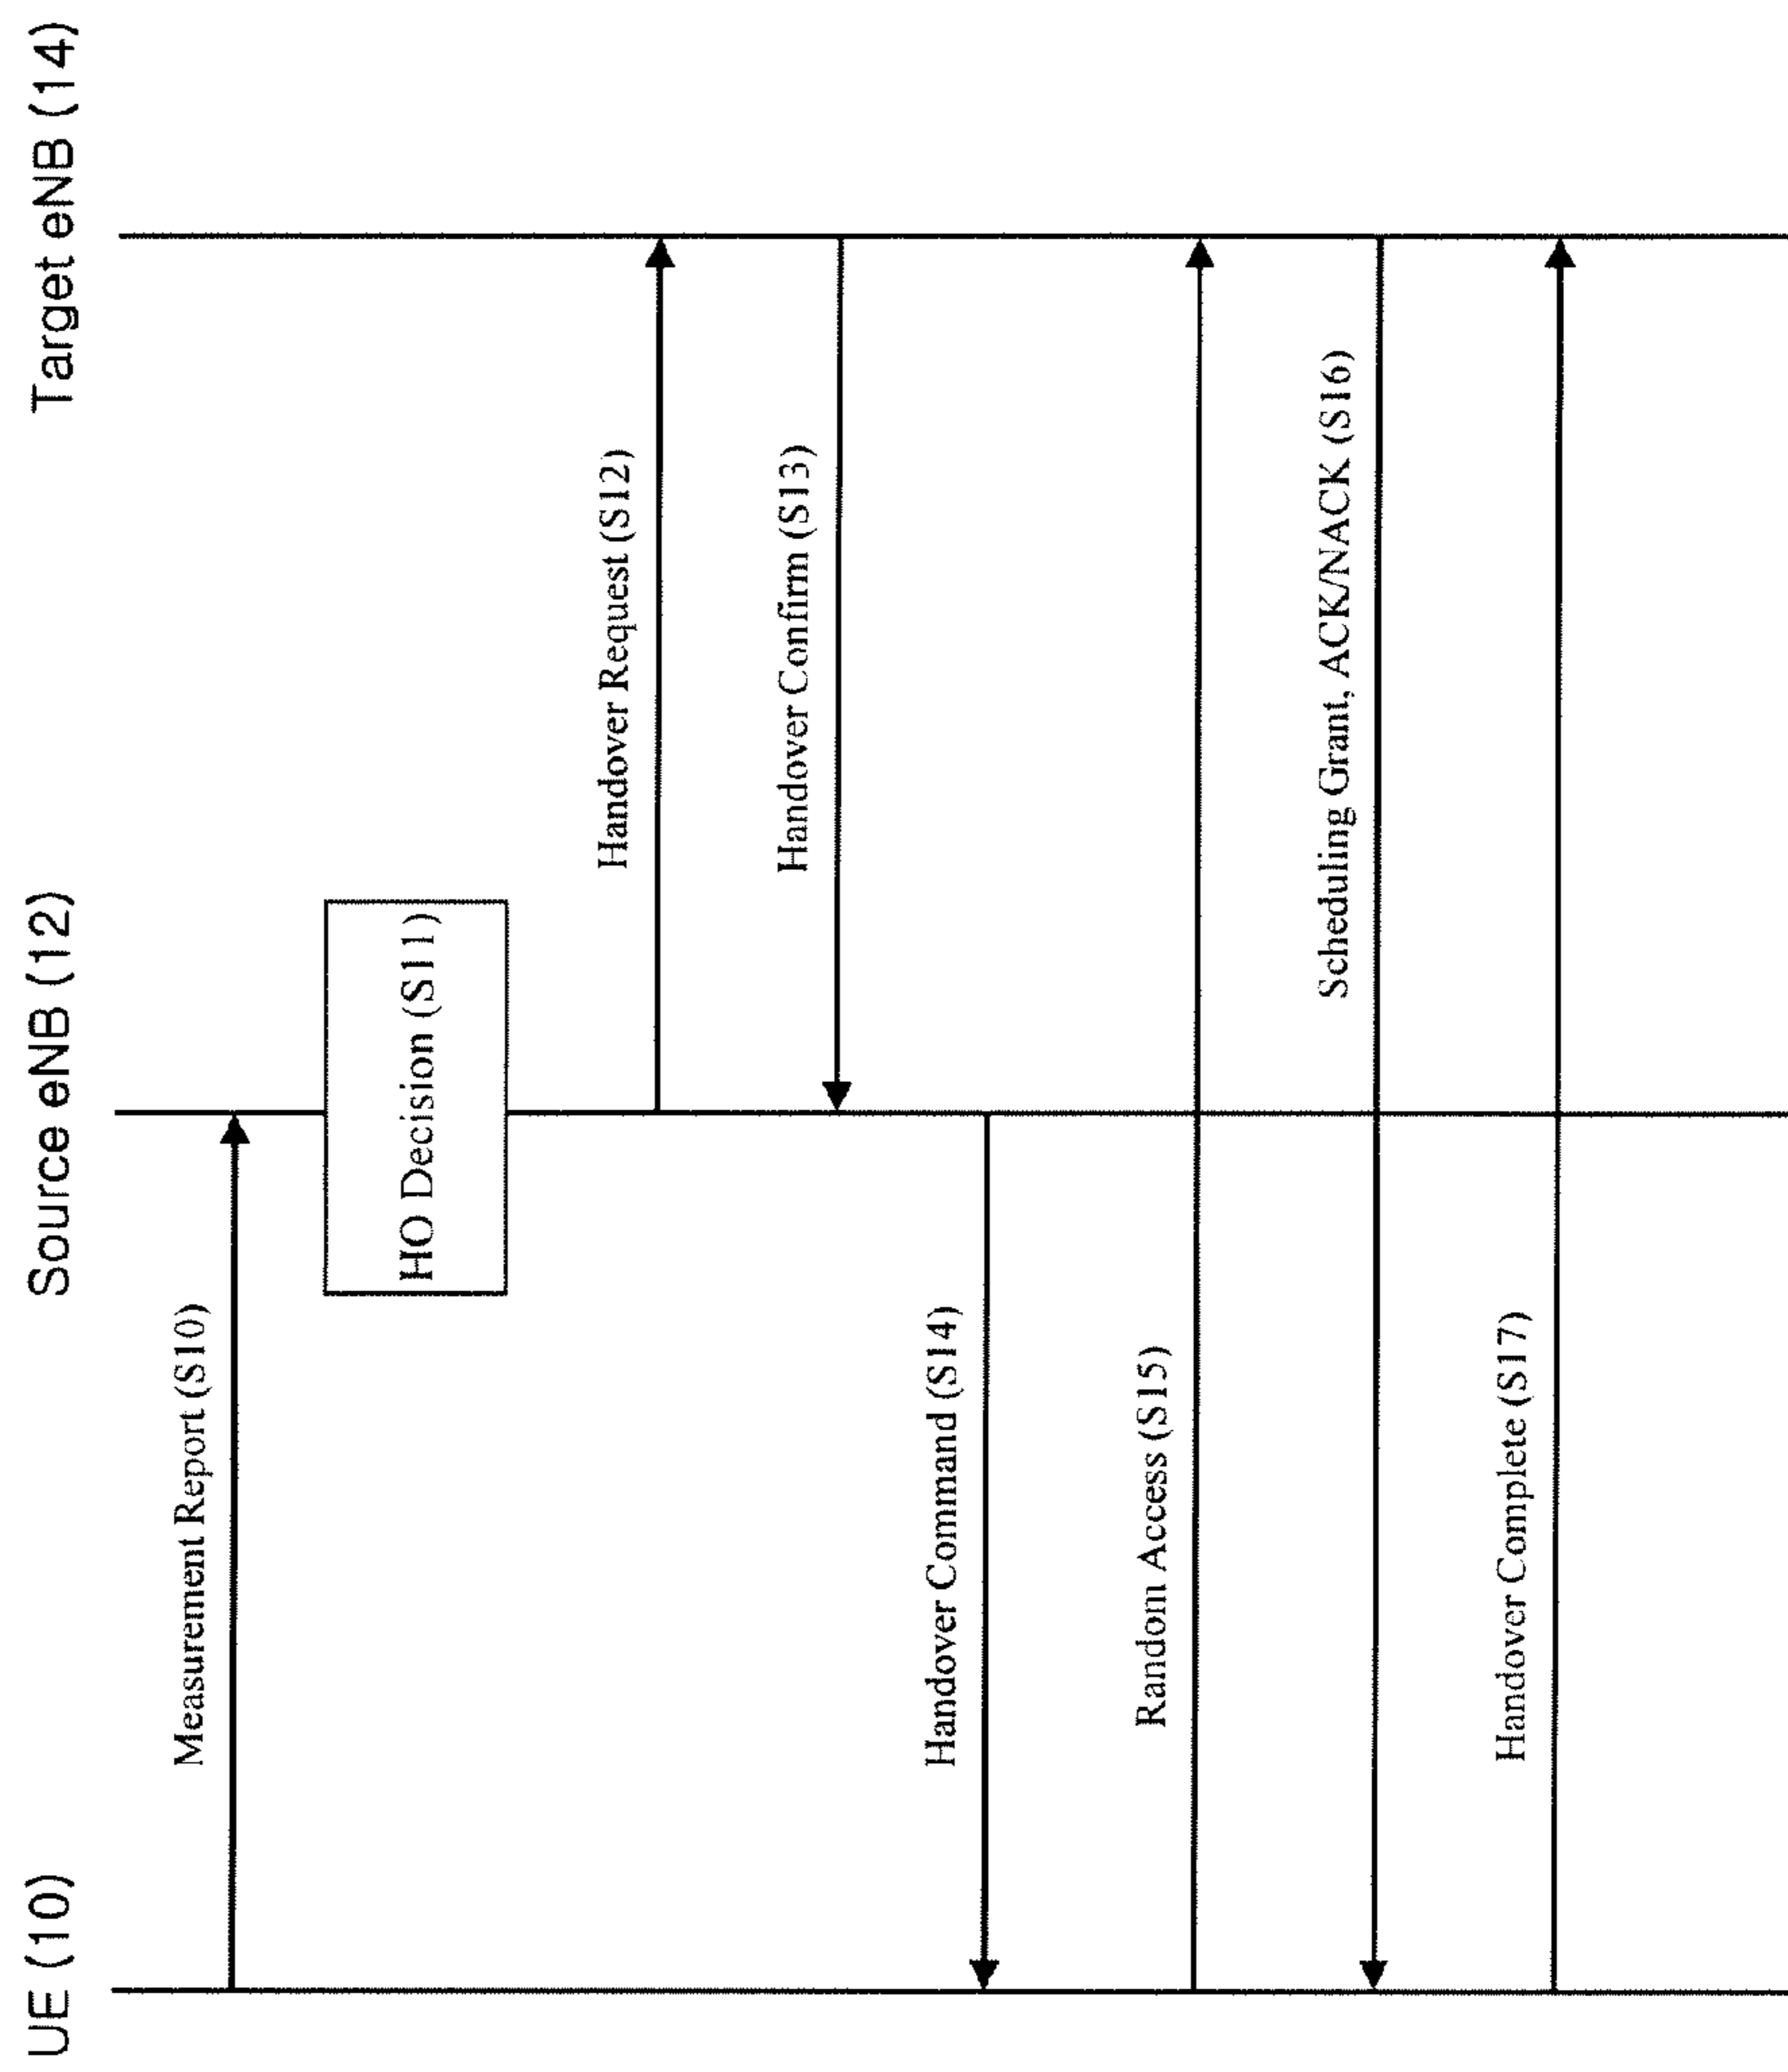 UE (10)
Source eNB (12)
Target eNB (14)
Measurement Report (S10)
HO Decision (S11)
Handover Request (S12)
Handover Confirm (S13)
Handover Command (S14)
Randon Access (S15)
Scheduling Grant, ACK/NACK (S16)
Handover Complete (S17)